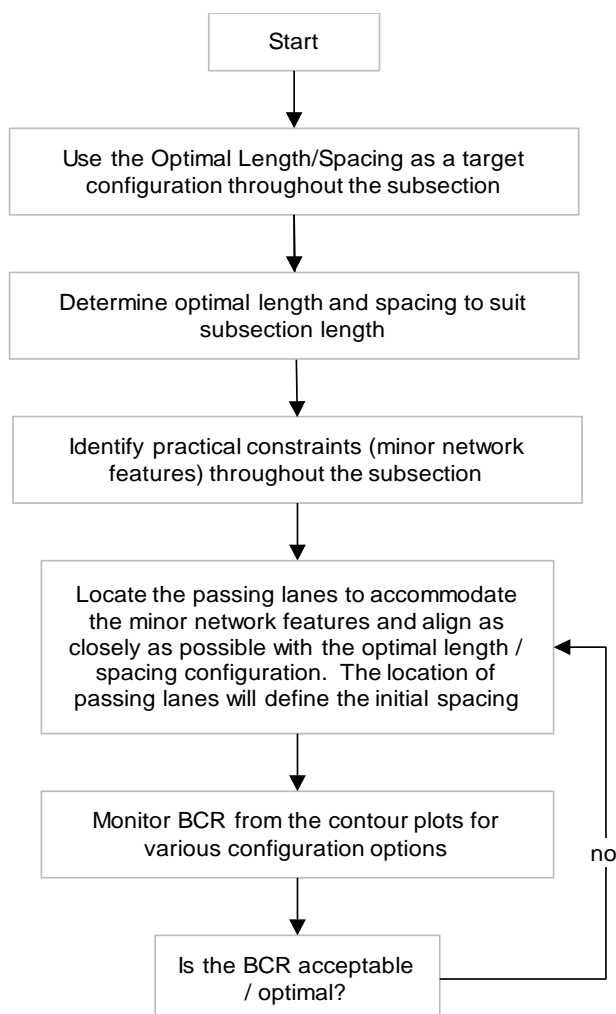 Start
Use the Optimal Length/Spacing as a target
configuration throughout the subsection
Determine optimal length and spacing to suit
subsection length
Identify practical constraints (minor network
features) throughout the subsection
Locate the passing lanes to accommodate
the minor network features and align as
closely as possible with the optimal length /
spacing configuration. The location of
passing lanes will define the initial spacing
Monitor BCR from the contour plots for
various configuration options
no
Is the BCR acceptable
/ optimal?